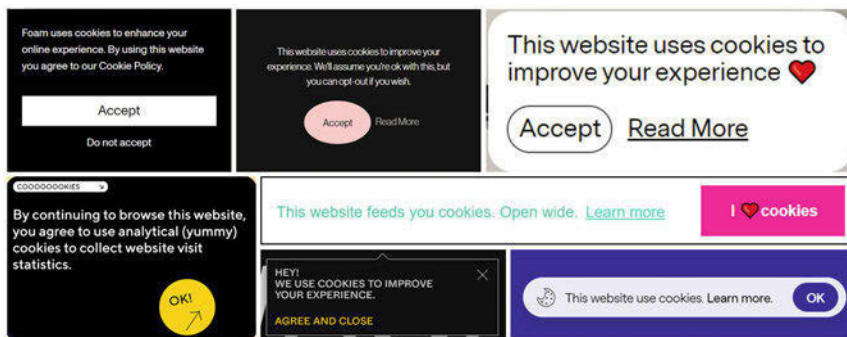 Foam uses cookies to enhance your
online experience. By using this website
you agree to our Cookie Policy.
Accept
Do not accept
This website uses cookies to improve your
experience. We'll assume you're ok with this, but
you can opt-out if you wish.
Accept Read More
This website uses cookies to
improve your experience ❤️
Accept Read More
COOOOOOOKIES ↘
By continuing to browse this website,
you agree to use analytical (yummy)
cookies to collect website visit
statistics.
OK!
This website feeds you cookies. Open wide. Learn more
I ❤️ cookies
HEY!
WE USE COOKIES TO IMPROVE
YOUR EXPERIENCE.
AGREE AND CLOSE
This website use cookies. Learn more. OK